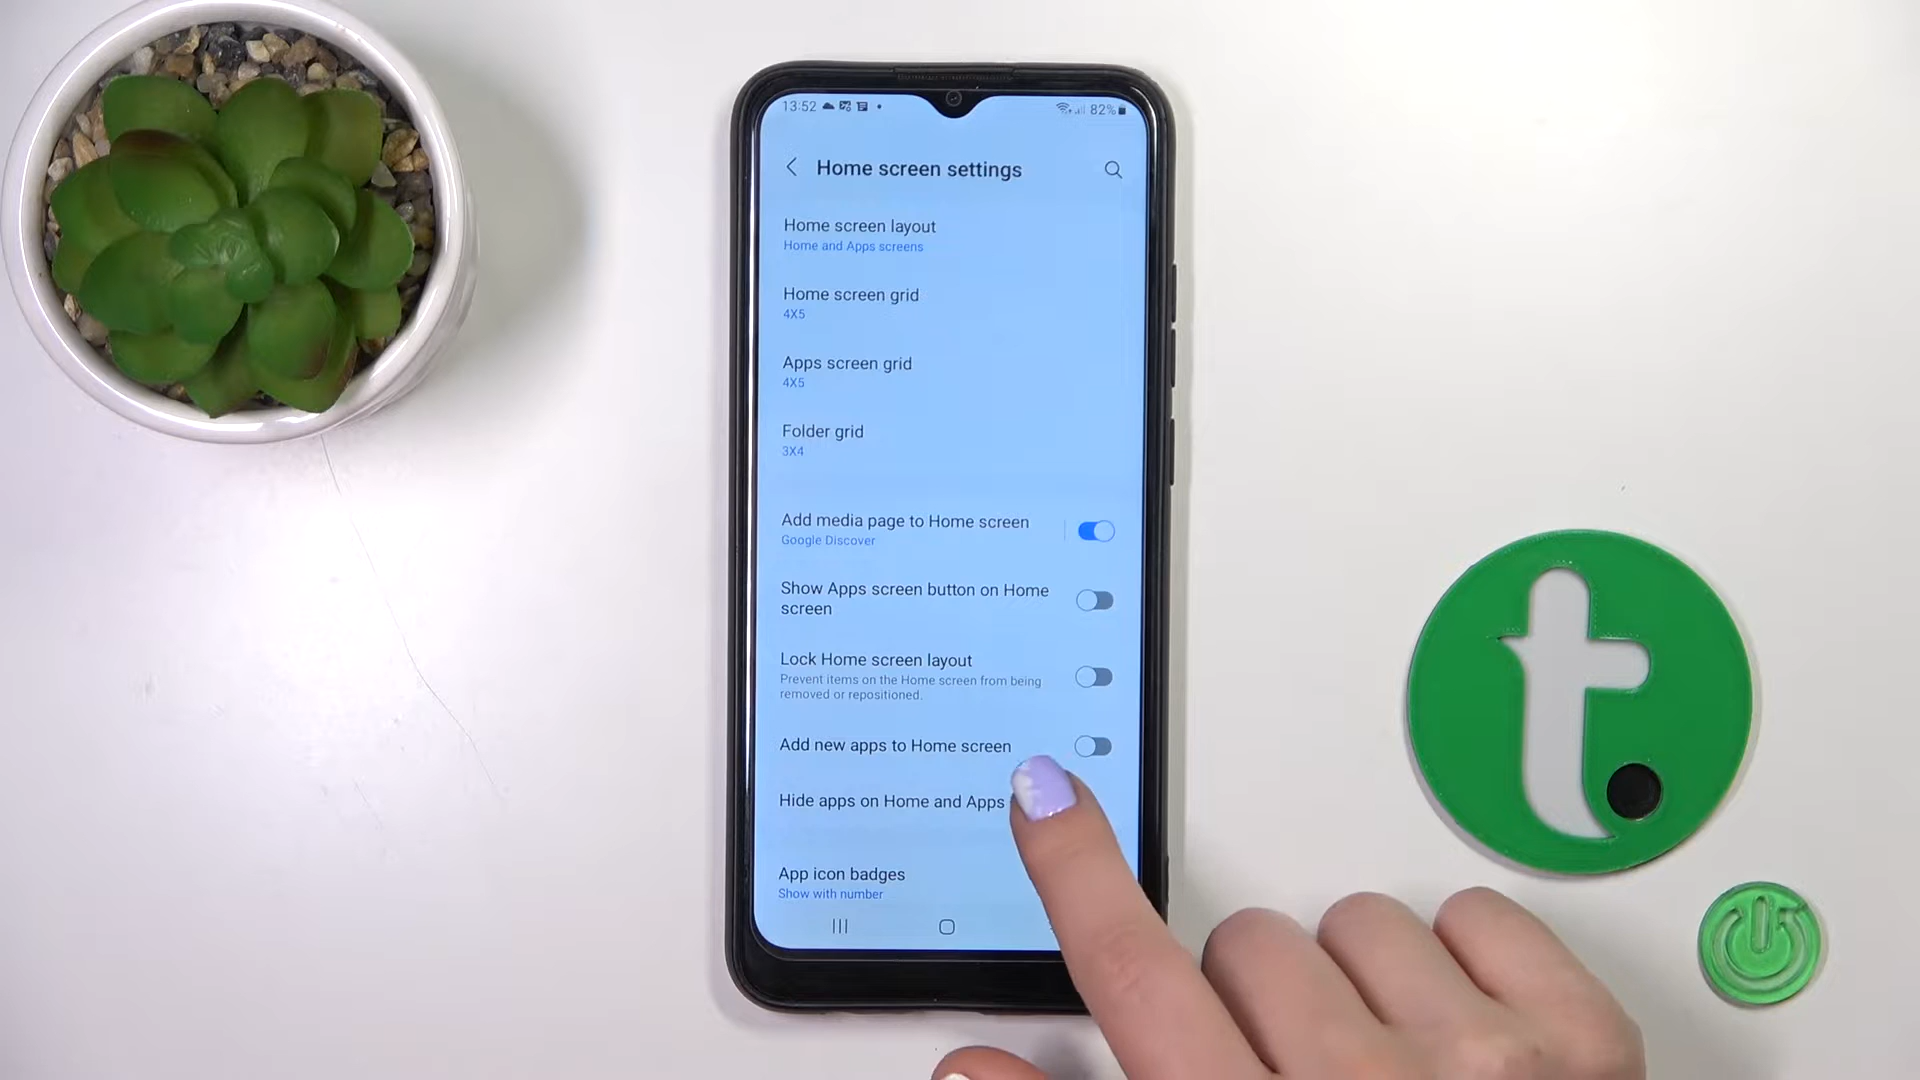 13:52
82%
Home screen settings
Home screen layout
Home and Apps screens
Home screen grid
4X5
Apps screen grid
4X5
Folder grid
3X4
Add media page to Home screen
Google Discover
Show Apps screen button on Home
screen
Lock Home screen layout
Prevent items on the Home screen from being
removed or repositioned.
Add new apps to Home screen
Hide apps on Home and Apps
App icon badges
Show with number
t.